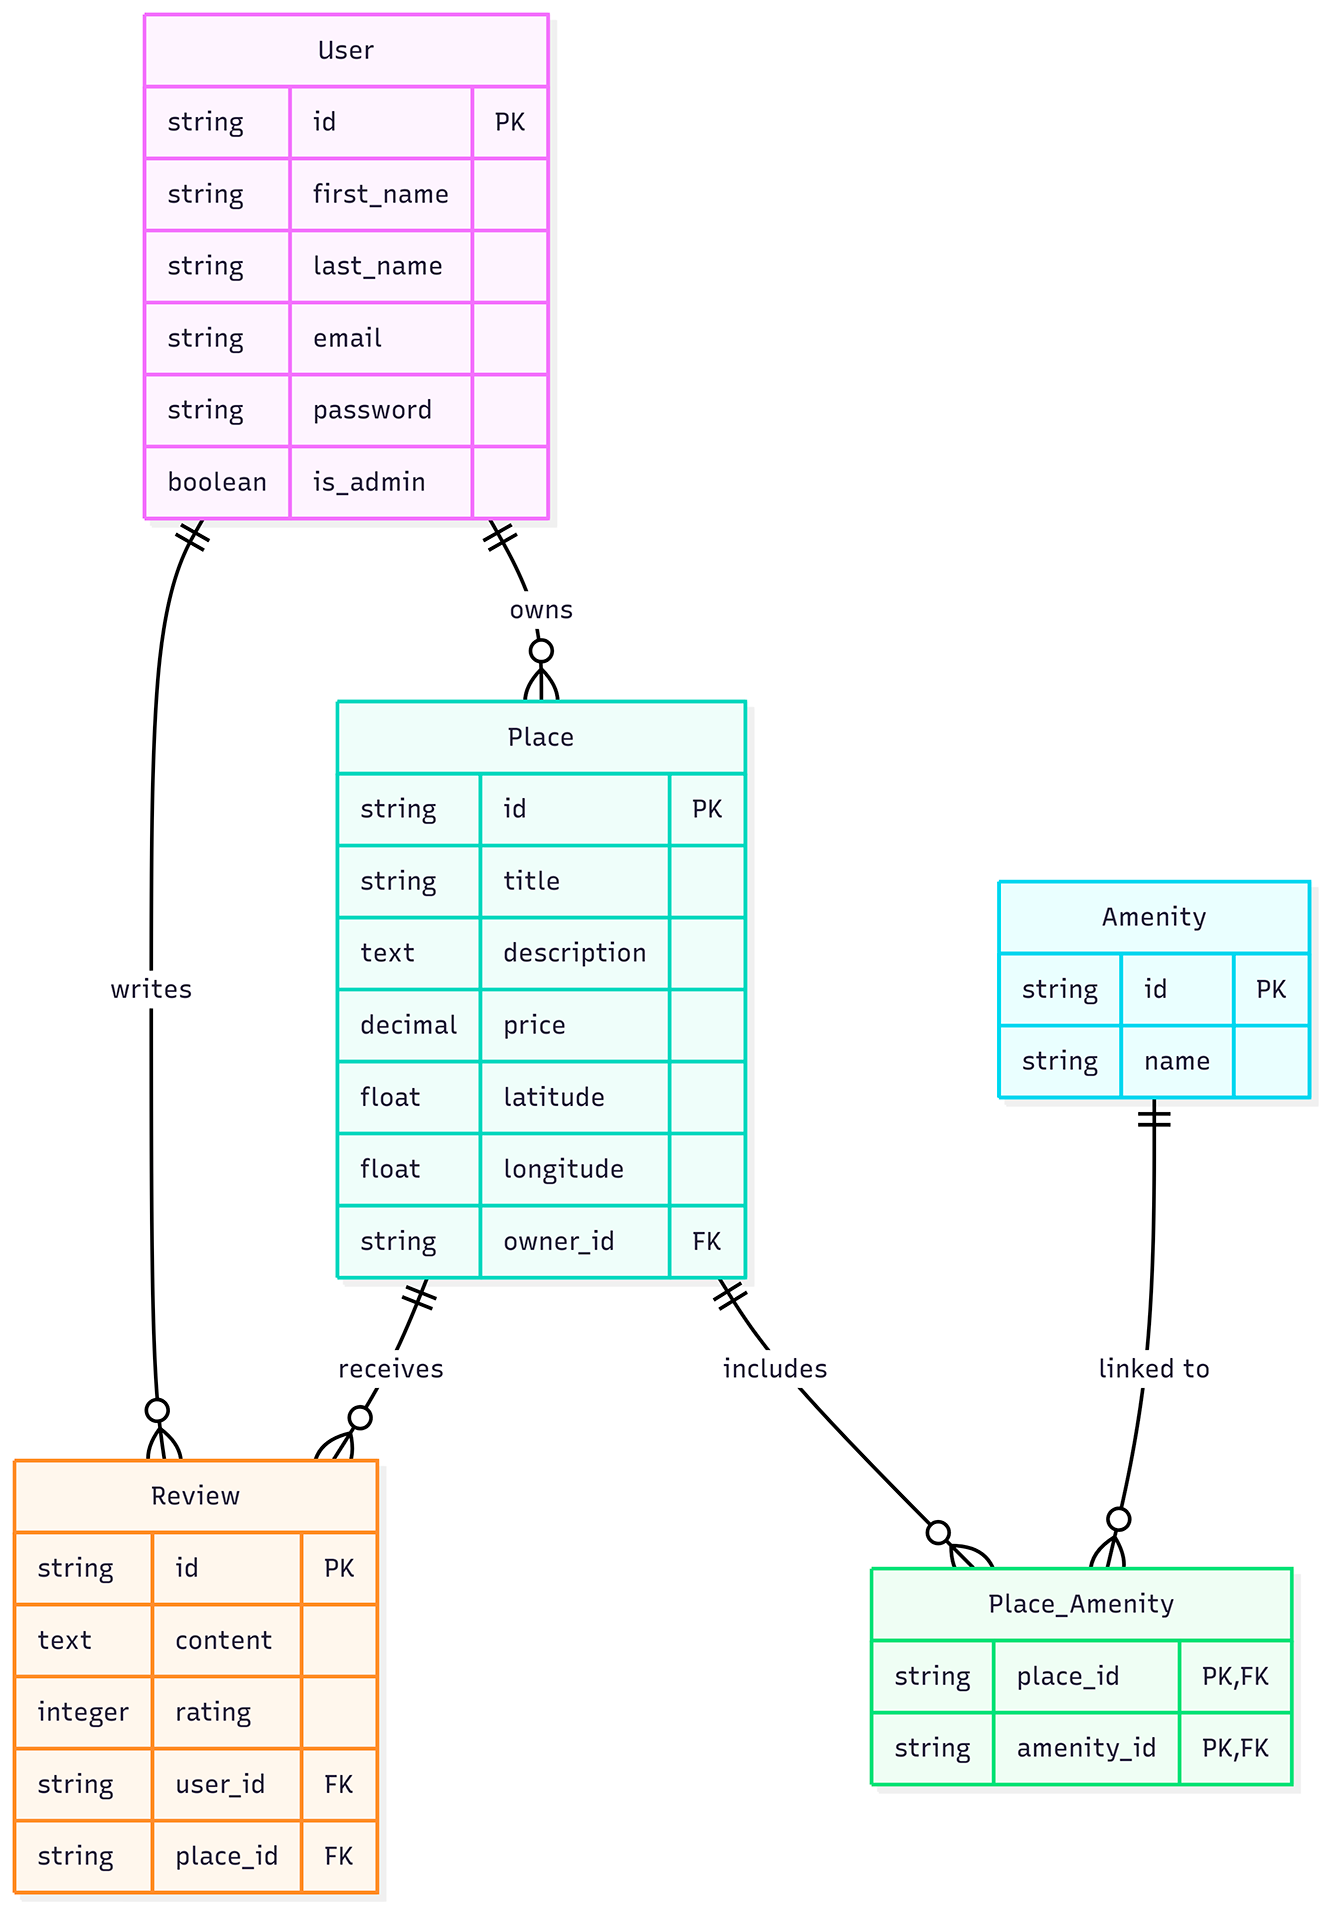 User
string id PK
string first_name
string last_name
string email
string password
boolean is_admin
owns
Place
string id PK
string title
text description
decimal price
float latitude
float longitude
string owner_id FK
Amenity
string id PK
string name
writes
receives
includes
linked to
Review
string id PK
text content
integer rating
string user_id FK
string place_id FK
Place_Amenity
string place_id PK,FK
string amenity_id PK,FK